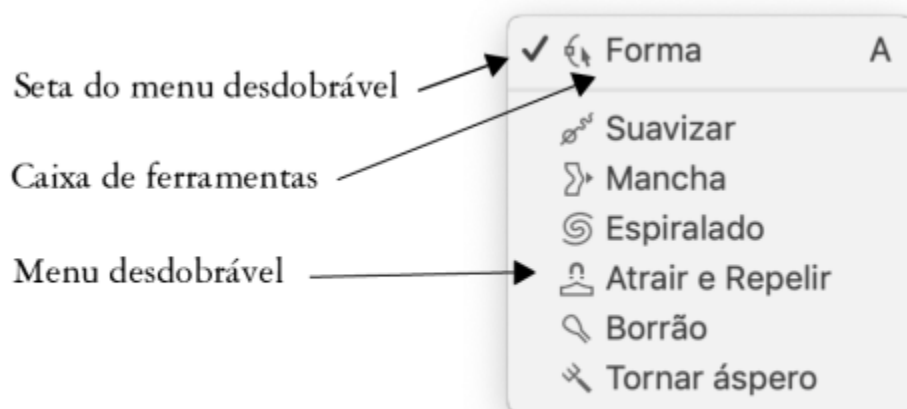 Forma A
Seta do menu desdobrável
Suavizar
Caixa de ferramentas
Mancha
Espiralado
Menu desdobrável
Atrair e Repelir
Borrão
Tornar áspero